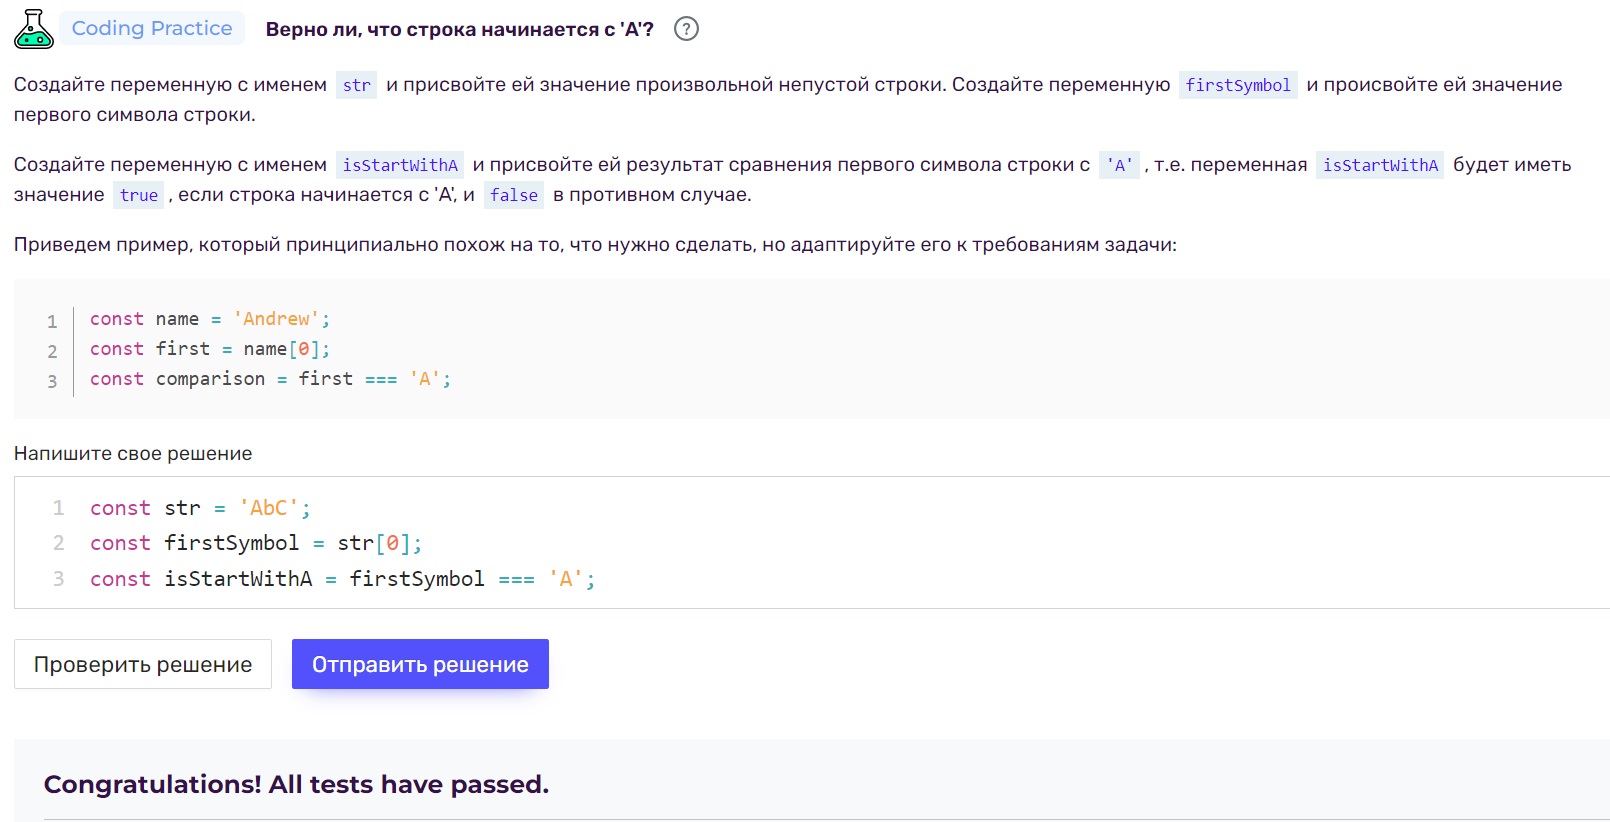 Coding Practice Верно ли, что строка начинается с 'A'? ?
Создайте переменную с именем str и присвойте ей значение произвольной непустой строки. Создайте переменную firstSymbol и происвойте ей значение
первого символа строки.
Создайте переменную с именем isStartWithA и присвойте ей результат сравнения первого символа строки с 'A' , т.е. переменная isStartWithA будет иметь
значение true , если строка начинается с 'A', и false в противном случае.
Приведем пример, который принципиально похож на то, что нужно сделать, но адаптируйте его к требованиям задачи:
1 const name = 'Andrew';
2 const first = name[0];
3 const comparison = first === 'A';
Напишите свое решение
1 const str = 'AbC';
2 const firstSymbol = str[0];
3 const isStartWithA = firstSymbol === 'A';
Проверить решение Отправить решение
Congratulations! All tests have passed.